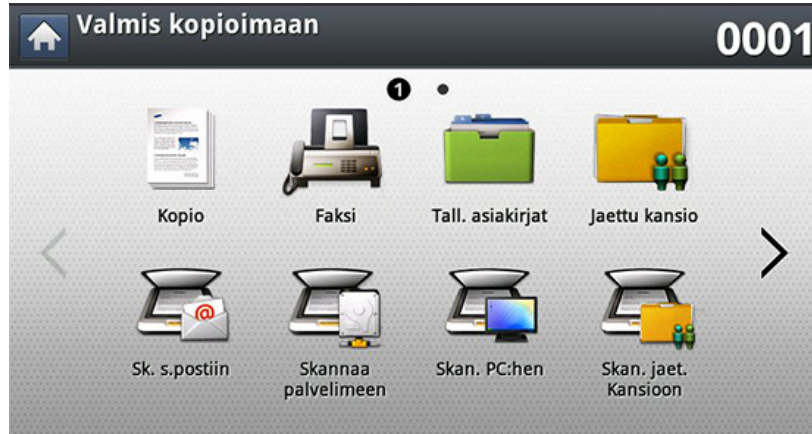 Valmis kopioimaan
0001
1
Kopio
Faksi
Tall. asiakirjat
Jaettu kansio
@
Sk. s.postiin
Skannaa
palvelimeen
Skan. PC:hen
Skan. jaet.
Kansioon